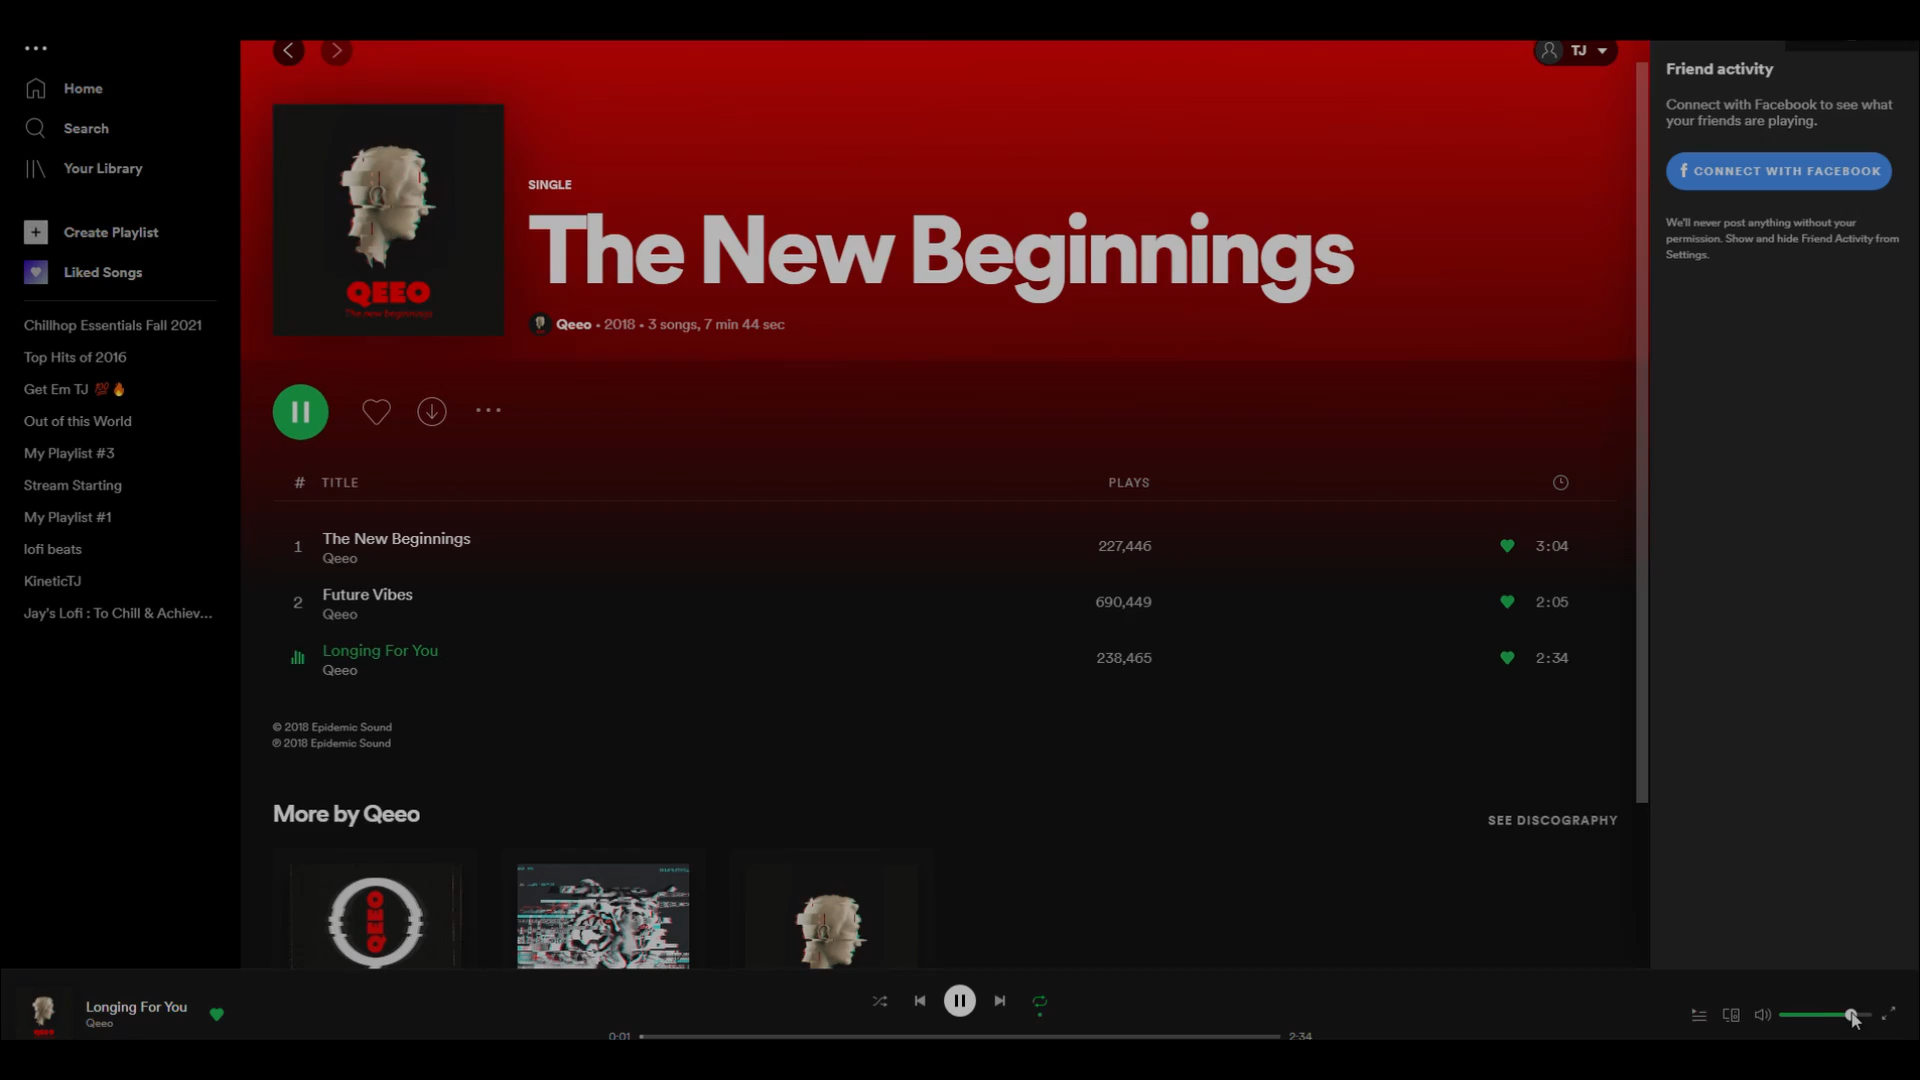 Home
Search
Your Library
Create Playlist
Liked Songs
Chillhop Essentials Fall 2021
Top Hits of 2016
Get Em TJ 💯🔥
Out of this World
My Playlist #3
Stream Starting
My Playlist #1
lofi beats
KineticTJ
Jay's Lofi : To Chill & Achiev...
TJ
QEEO
The new beginnings
SINGLE
The New Beginnings
Qeeo • 2018 • 3 songs, 7 min 44 sec
# TITLE PLAYS
1 The New Beginnings 227,446 3:04
Qeeo
2 Future Vibes 690,449 2:05
Qeeo
Longing For You 238,465 2:34
Qeeo
© 2018 Epidemic Sound
℗ 2018 Epidemic Sound
More by Qeeo
SEE DISCOGRAPHY
QEEO
Friend activity
Connect with Facebook to see what
your friends are playing.
f CONNECT WITH FACEBOOK
We'll never post anything without your
permission. Show and hide Friend Activity from
Settings.
Longing For You
Qeeo
0:01 2:34